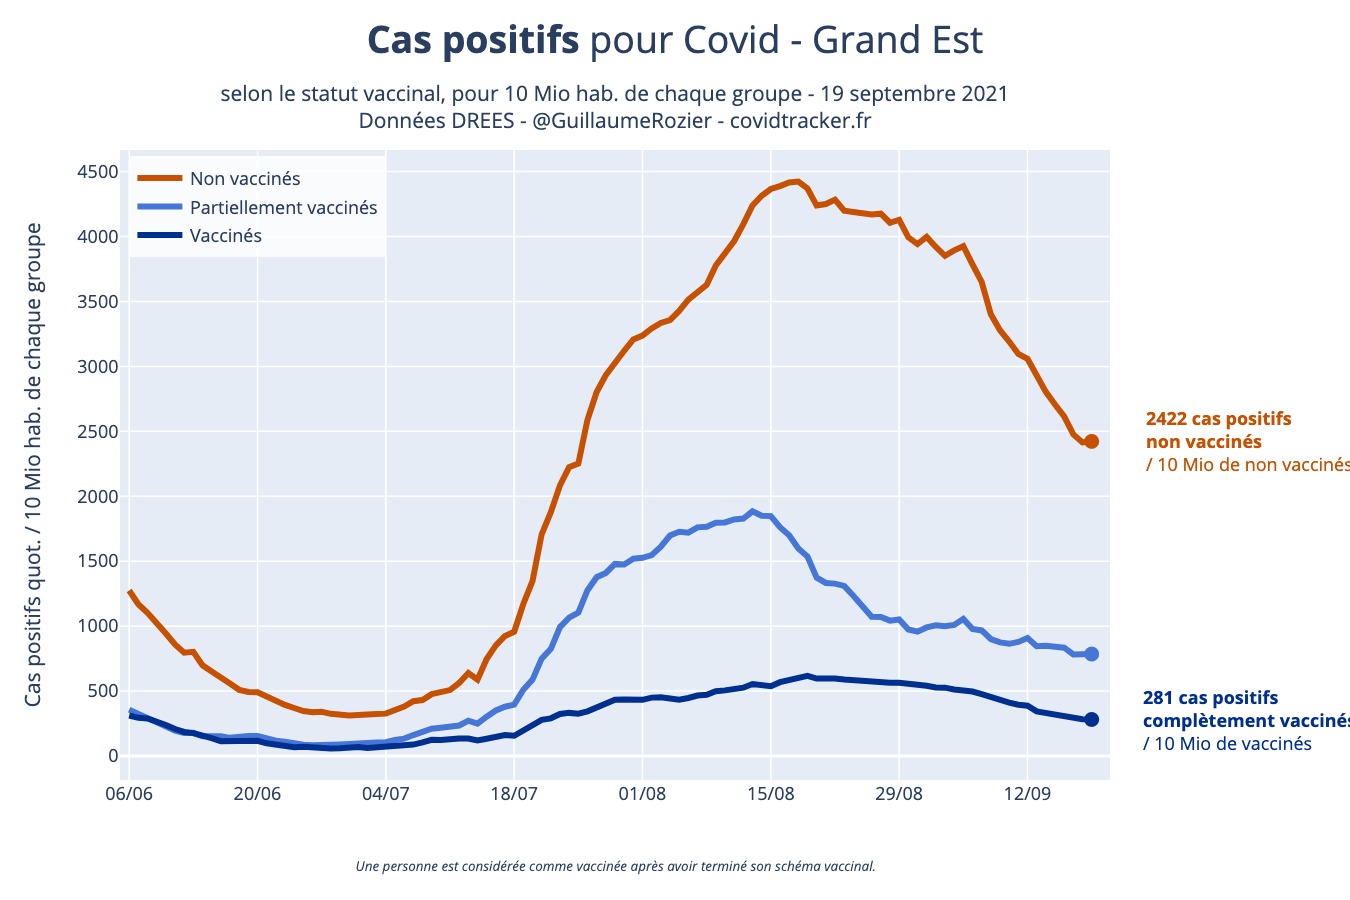 Cas positifs pour Covid - Grand Est
selon le statut vaccinal, pour 10 Mio hab. de chaque groupe - 19 septembre 2021
Données DREES - @GuillaumeRozier - covidtracker.fr
Cas positifs quot. / 10 Mio hab. de chaque groupe
4500
4000
3500
3000
2500
2000
1500
1000
500
0
Non vaccinés
Partiellement vaccinés
Vaccinés
2422 cas positifs
non vaccinés
/ 10 Mio de non vaccinés
281 cas positifs
complètement vaccinés
/ 10 Mio de vaccinés
06/06
20/06
04/07
18/07
01/08
15/08
29/08
12/09
Une personne est considérée comme vaccinée après avoir terminé son schéma vaccinal.